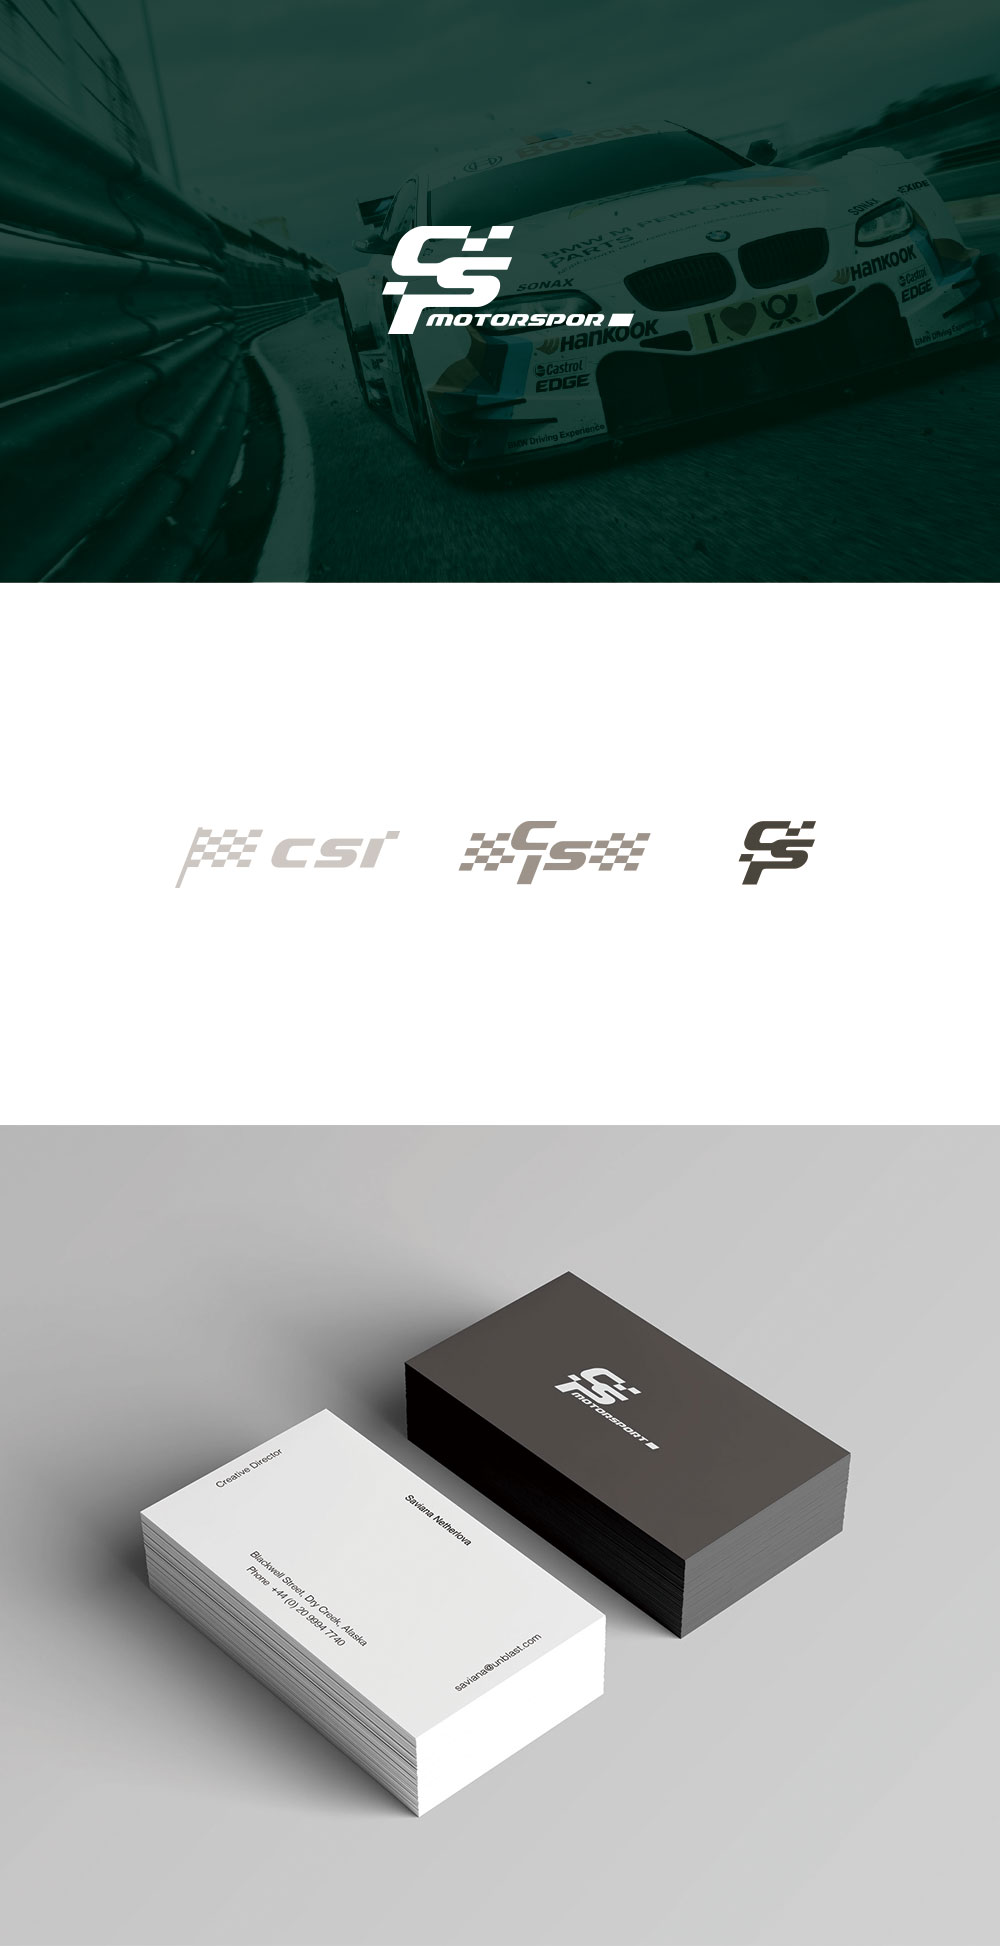 BOSCH
BMW M PERFORMANCE
PARTS
SONAX
EXIDE
SONAX
Hankook
Castrol
EDGE
Hankook
Castrol
EDGE
BMW Driving Experience
CSI
MOTORSPOR
CSI
CIS
CSI
CSI
MOTORSPORT
Creative Director
Saviana Netherlova
Blackwell Street, Dry Creek, Alaska
Phone +44 (0) 20 9994 7740
saviana@unblast.com